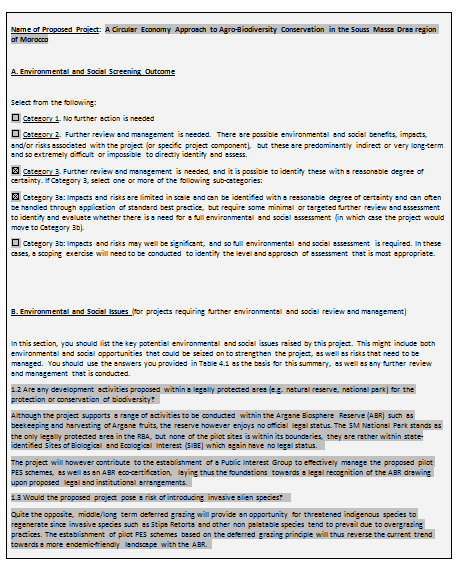 Name of Proposed Project: A Circular Economy Approach to Agro-Biodiversity Conservation in the Souss Massa Draa region
of Morocco
A. Environmental and Social Screening Outcome
Select from the following:
Category 1. No further action is needed
Category 2. Further review and management is needed. There are possible environmental and social benefits, impacts,
and/or risks associated with the project (or specific project component), but these are predominantly indirect or very long-term
and so extremely difficult or impossible to directly identify and assess.
Category 3. Further review and management is needed, and it is possible to identify these with a reasonable degree of
certainty. If Category 3, select one or more of the following sub-categories:
Category 3a: Impacts and risks are limited in scale and can be identified with a reasonable degree of certainty and can often
be handled through application of standard best practice, but require some minimal or targeted further review and assessment
to identify and evaluate whether there is a need for a full environmental and social assessment (in which case the project would
move to Category 3b).
Category 3b: Impacts and risks may well be significant, and so full environmental and social assessment is required. In these
cases, a scoping exercise will need to be conducted to identify the level and approach of assessment that is most appropriate.
B. Environmental and Social Issues (for projects requiring further environmental and social review and management)
In this section, you should list the key potential environmental and social issues raised by this project. This might include both
environmental and social opportunities that could be seized on to strengthen the project, as well as risks that need to be
managed. You should use the answers you provided in Table 4.1 as the basis for this summary, as well as any further review
and management that is conducted.
1.2 Are any development activities proposed within a legally protected area (e.g. natural reserve, national park) for the
protection or conservation of biodiversity?
Although the project supports a range of activities to be conducted within the Argane Biosphere Reserve (ABR) such as
beekeeping and harvesting of Argane fruits, the reserve however enjoys no official legal status. The SM National Park stands as
the only legally protected area in the RBA, but none of the pilot sites is within its boundaries, they are rather within state-
identified Sites of Biological and Ecological Interest (SIBE) which again have no legal status.
The project will however contribute to the establishment of a Public Interest Group to effectively manage the proposed pilot
PES schemes, as well as an ABR eco-certification, laying thus the foundations towards a legal recognition of the ABR drawing
upon proposed legal and institutional arrangements.
1.3 Would the proposed project pose a risk of introducing invasive alien species?
Quite the opposite, middle/long term deferred grazing will provide an opportunity for threatened indigenous species to
regenerate since invasive species such as Stipa Retorta and other non palatable species tend to prevail due to overgrazing
practices. The establishment of pilot PES schemes based on the deferred grazing principle will thus reverse the current trend
towards a more endemic-friendly landscape with the ABR.